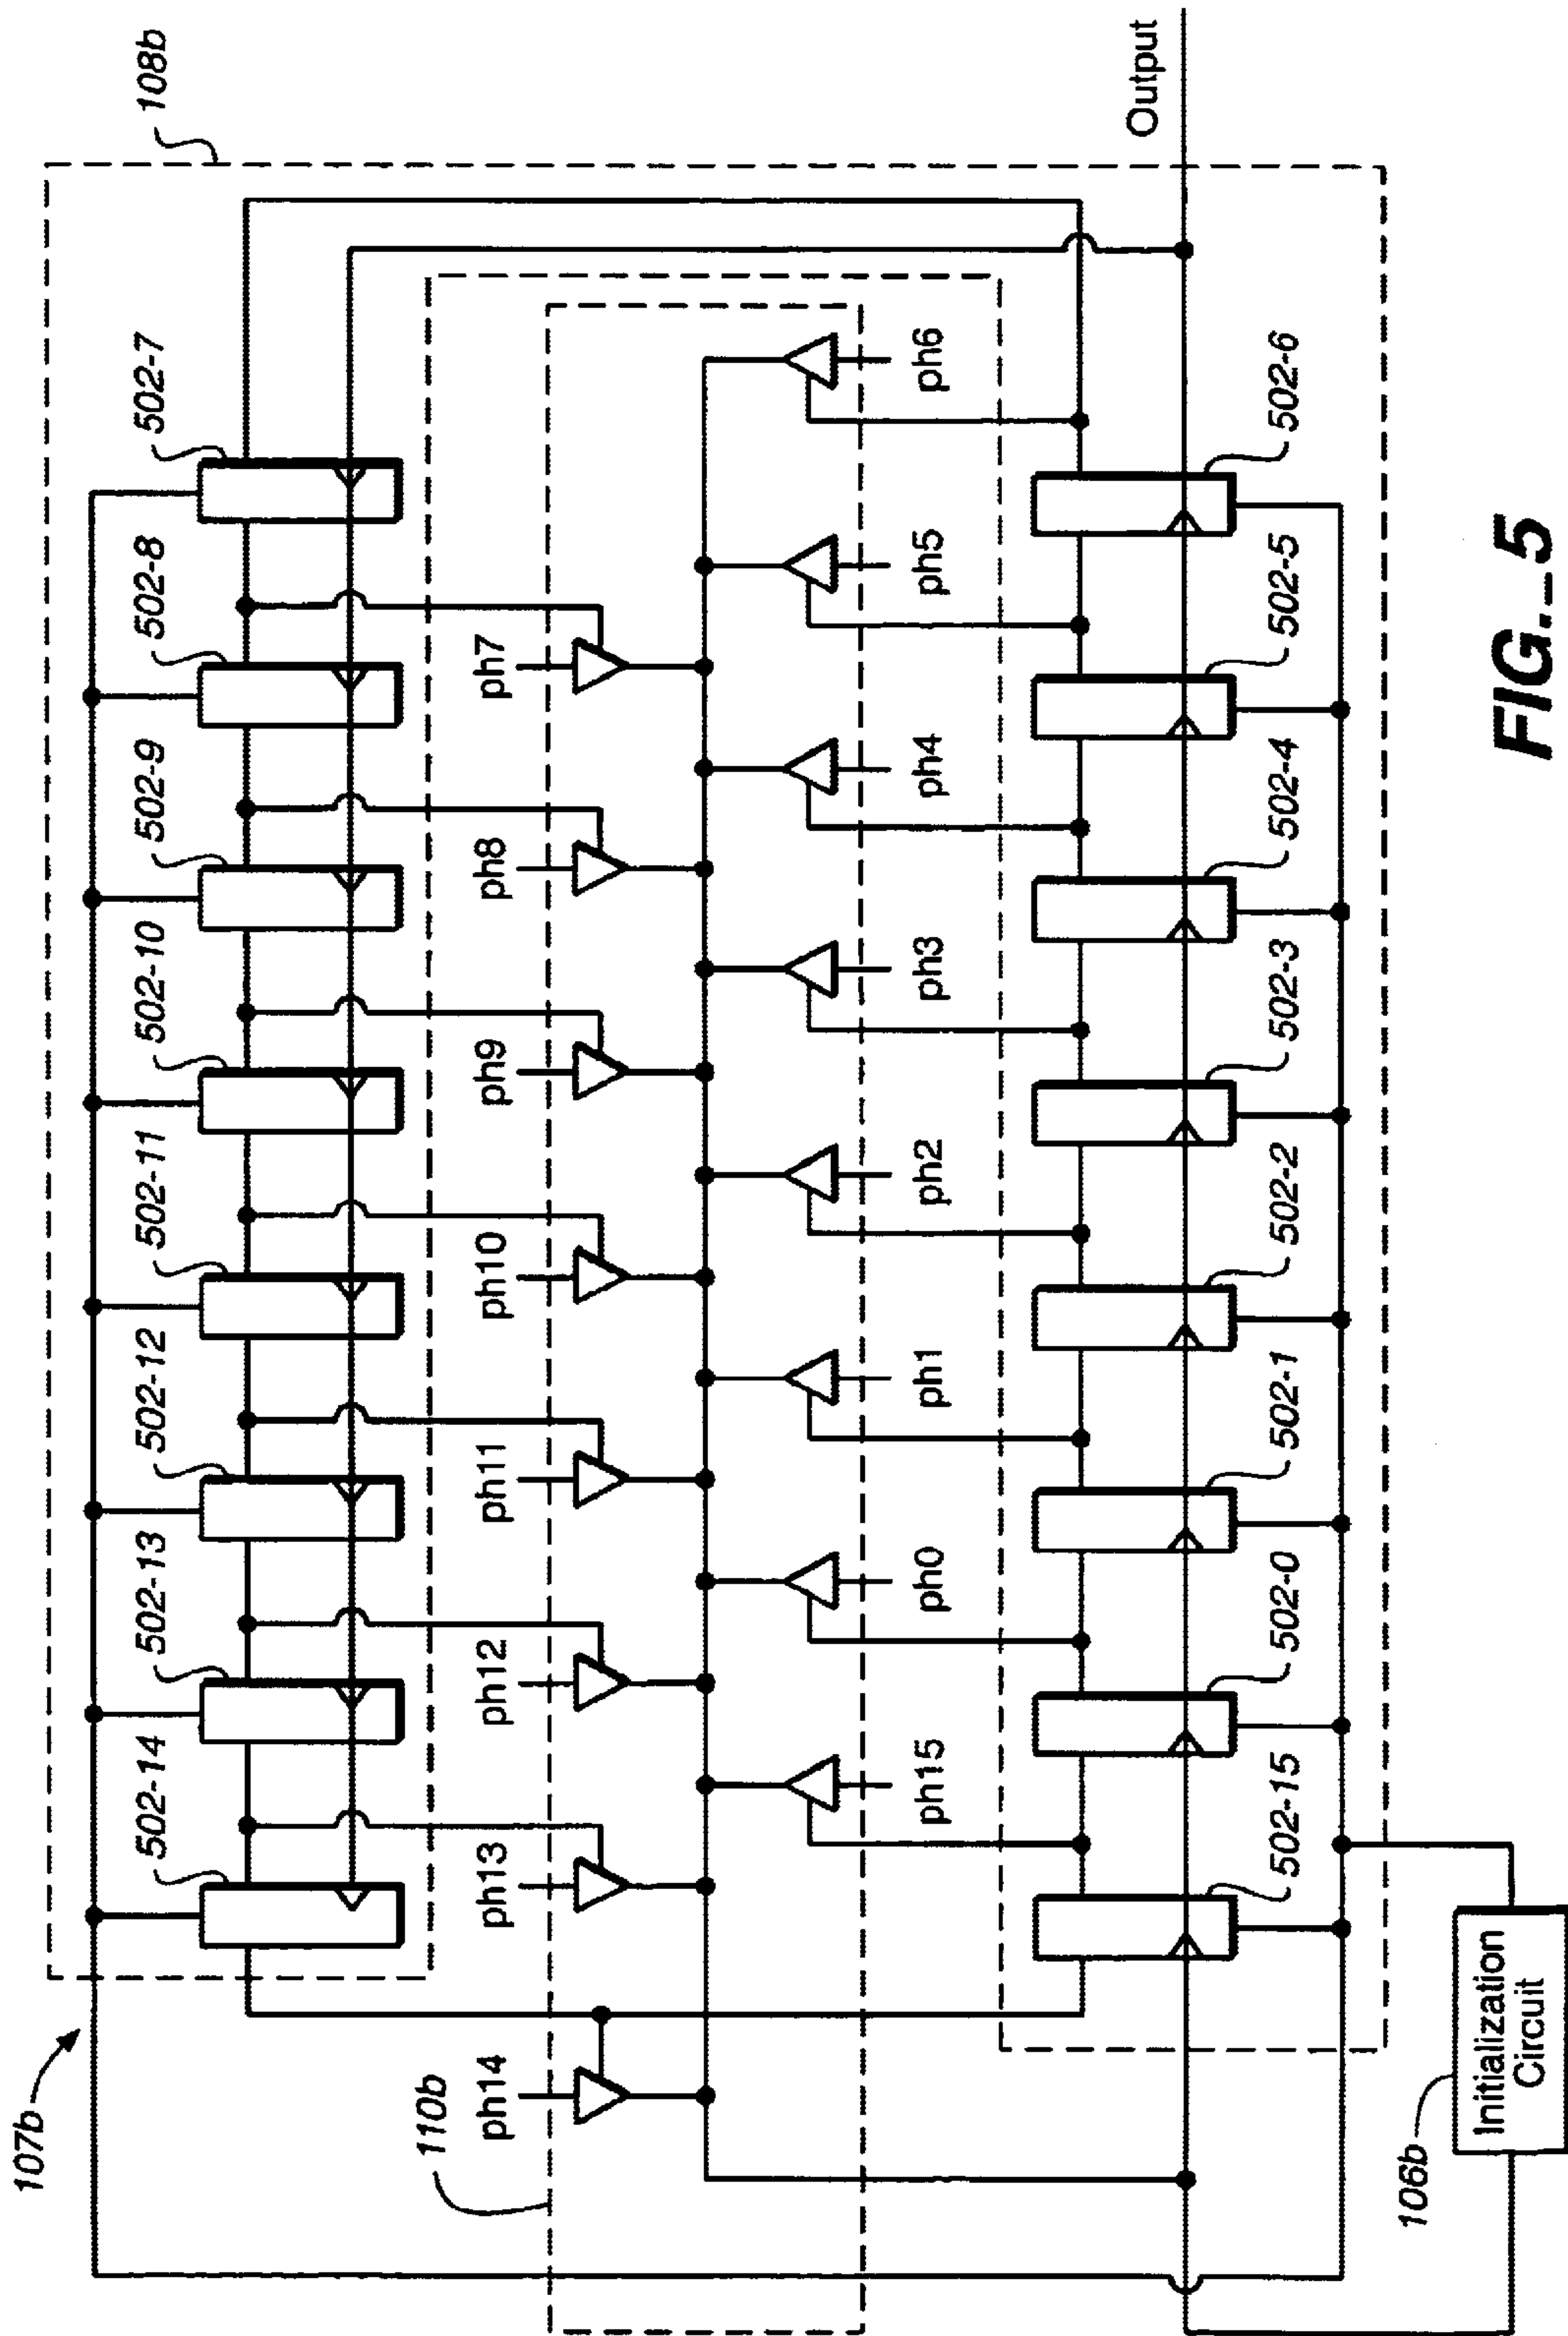 107b
108b
502-14
502-13
502-12
502-11
502-10
502-9
502-8
502-7
110b
ph14
ph13
ph12
ph11
ph10
ph9
ph8
ph7
ph15
ph0
ph1
ph2
ph3
ph4
ph5
ph6
Output
502-15
502-0
502-1
502-2
502-3
502-4
502-5
502-6
106b
Initialization
Circuit
FIG._5